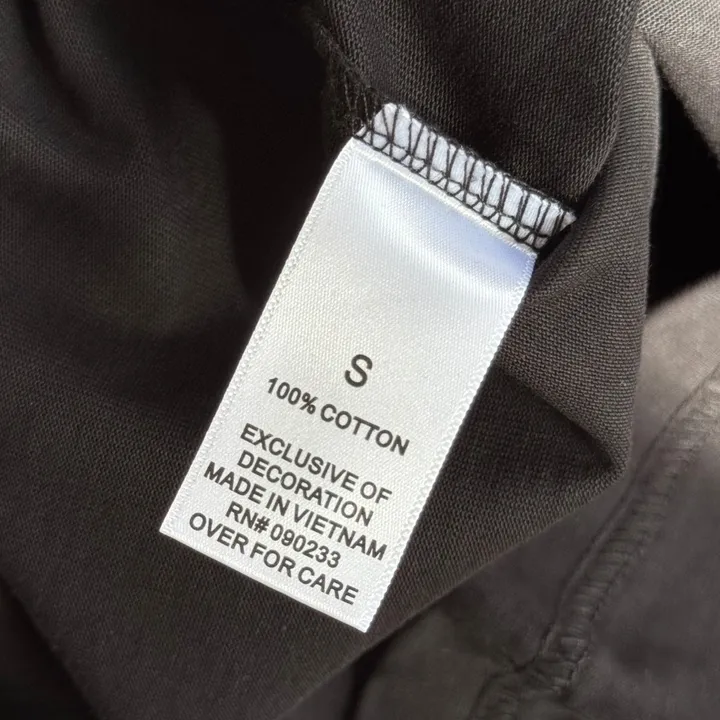 S
100% COTTON
EXCLUSIVE OF
DECORATION
MADE IN VIETNAM
RN# 090233
OVER FOR CARE